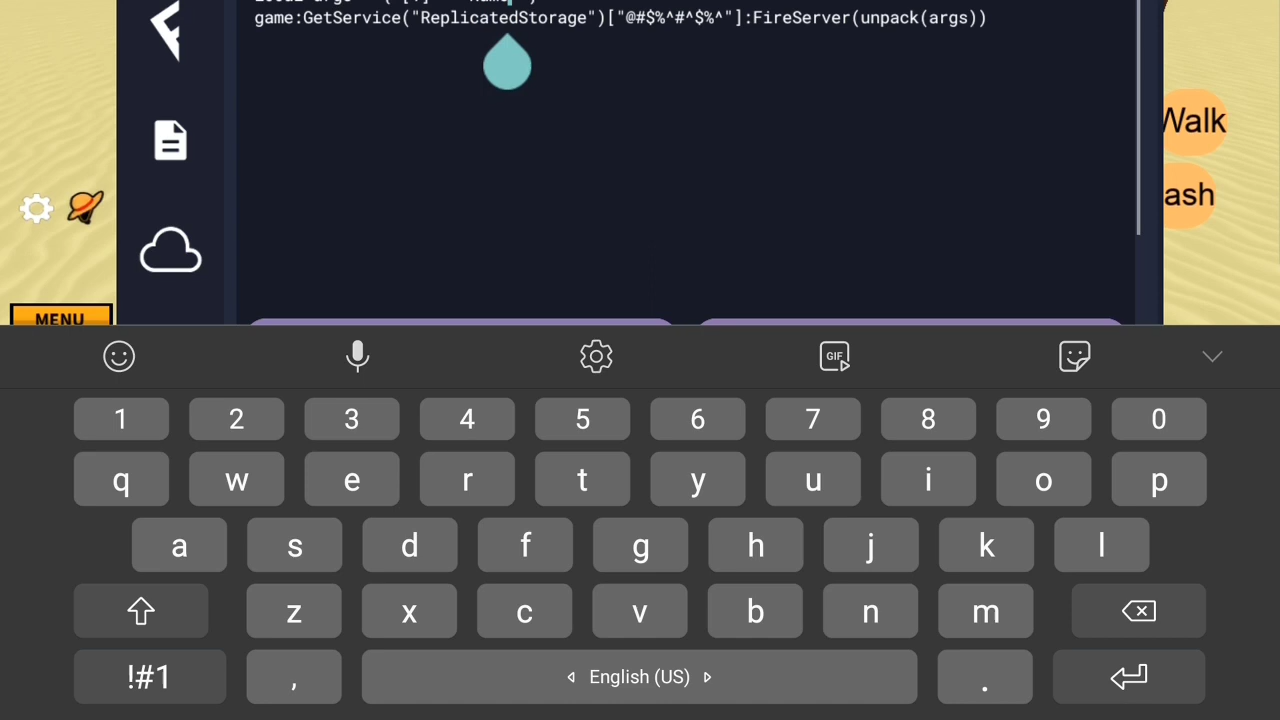 game:GetService("ReplicatedStorage")["@#$%^#^$%^"]:FireServer(unpack(args))
Walk
ash
MENU
GIF
1 2 3 4 5 6 7 8 9 0
q w e r t y u i o p
a s d f g h j k l
z x c v b n m
!#1 , English (US) .